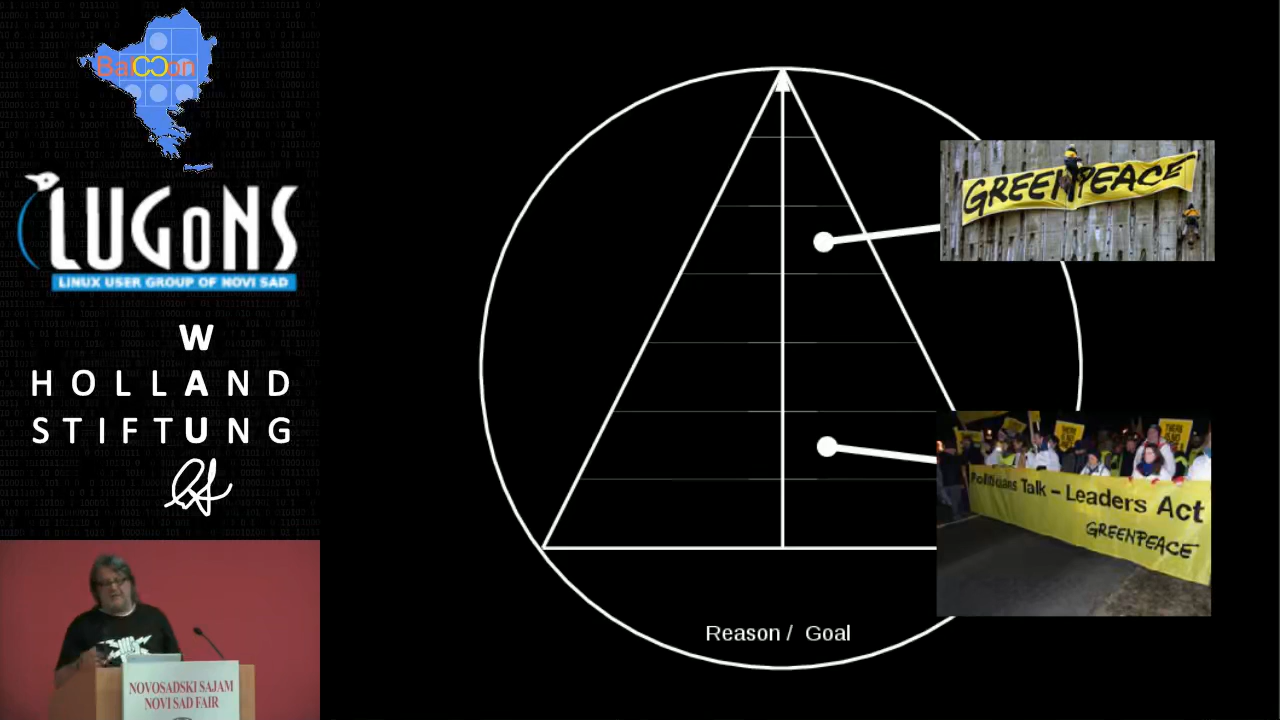 BalCCon
LUGoNS
LINUX USER GROUP OF NOVI SAD
W
HOLLAND
STIFTUNG
NOVOSADSKI SAJAM
NOVI SAD FAIR
GREENPEACE
Politicians Talk – Leaders Act
GREENPEACE
Reason / Goal